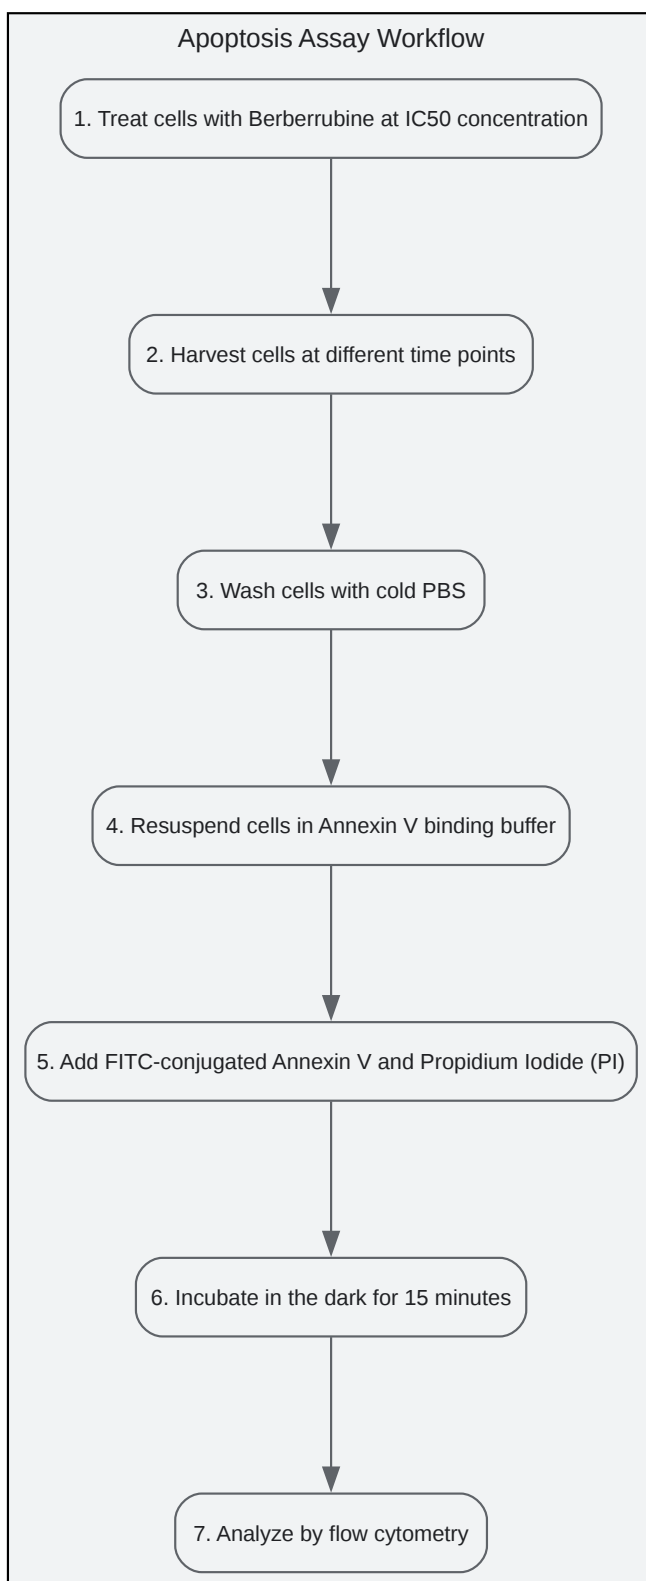 Apoptosis Assay Workflow
1. Treat cells with Berberrubine at IC50 concentration
2. Harvest cells at different time points
3. Wash cells with cold PBS
4. Resuspend cells in Annexin V binding buffer
5. Add FITC-conjugated Annexin V and Propidium Iodide (PI)
6. Incubate in the dark for 15 minutes
7. Analyze by flow cytometry